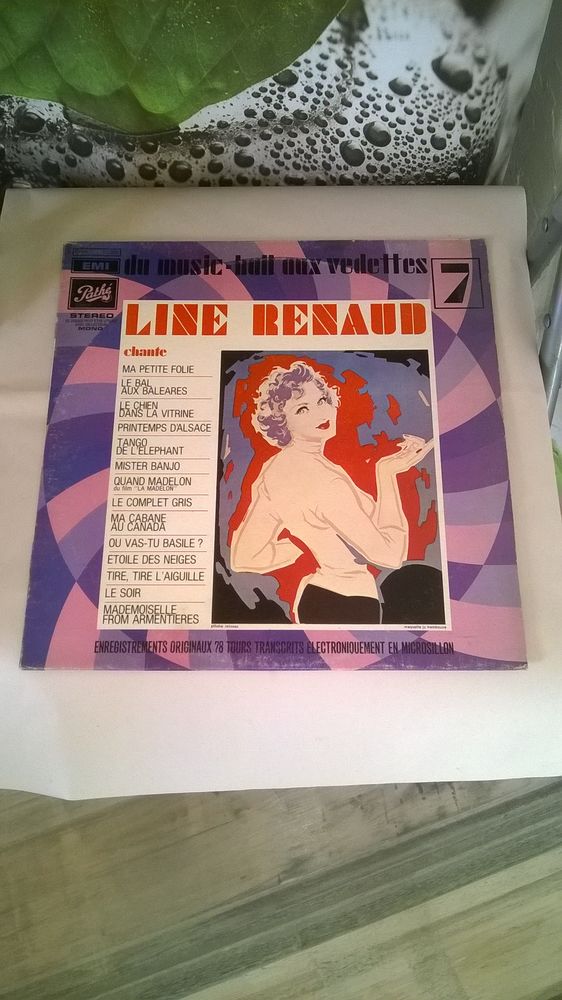 EMI
du music-hall aux vedettes
7
Pathé
STEREO
MONO
LINE RENAUD
chante
MA PETITE FOLIE
LE BAL
AUX BALEARES
LE CHIEN
DANS LA VITRINE
PRINTEMPS D'ALSACE
TANGO
DE L'ELEPHANT
MISTER BANJO
QUAND MADELON
du film "LA MADELON"
LE COMPLET GRIS
MA CABANE
AU CANADA
OU VAS-TU BASILE ?
ETOILE DES NEIGES
TIRE, TIRE L'AIGUILLE
LE SOIR
MADEMOISELLE
FROM ARMENTIERES
ENREGISTREMENTS ORIGINAUX 78 TOURS TRANSCRITS ELECTRONIQUEMENT EN MICROSILLON